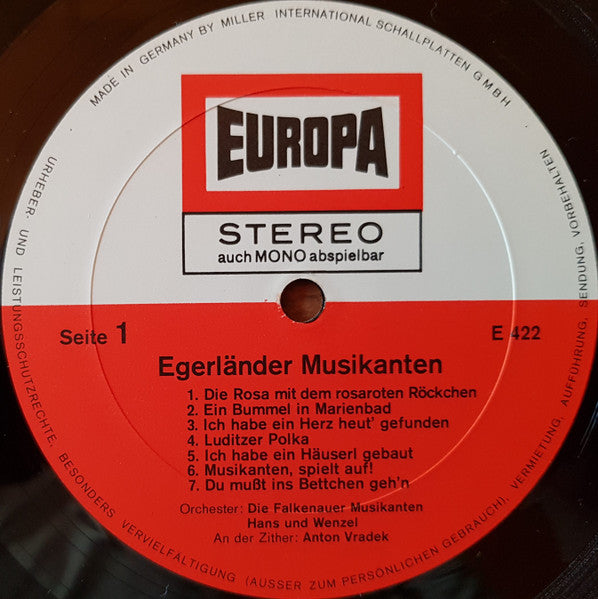 MADE IN GERMANY BY MILLER INTERNATIONAL SCHALLPLATTEN GMBH
EUROPA
STEREO
auch MONO abspielbar
Seite 1
E 422
Egerländer Musikanten
1. Die Rosa mit dem rosaroten Röckchen
2. Ein Bummel in Marienbad
3. Ich habe ein Herz heut' gefunden
4. Luditzer Polka
5. Ich habe ein Häuserl gebaut
6. Musikanten, spielt auf!
7. Du mußt ins Bettchen geh'n
Orchester: Die Falkenauer Musikanten
Hans und Wenzel
An der Zither: Anton Vradek
URHEBER- UND LEISTUNGSSCHUTZRECHTE, BESONDERS VERVIELFÄLTIGUNG (AUSSER ZUM PERSÖNLICHEN GEBRAUCH), VERMIETUNG, AUFFÜHRUNG, SENDUNG, VORBEHALTEN